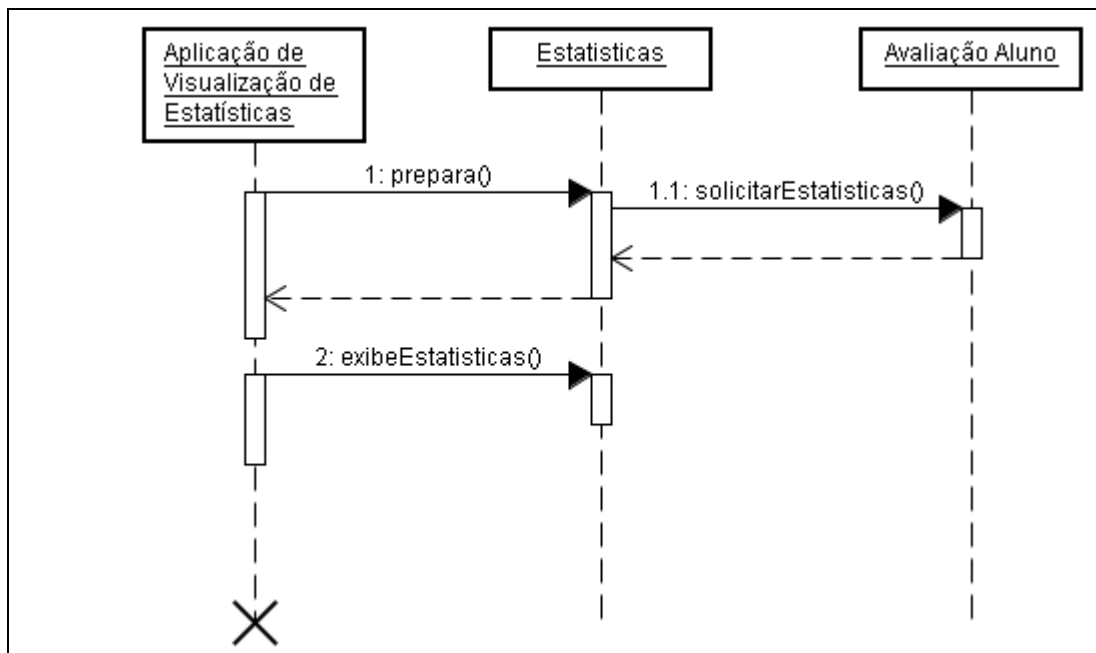 Aplicação de
Visualização de
Estatísticas
Estatisticas
Avaliação Aluno
1: prepara()
1.1: solicitarEstatisticas()
2: exibeEstatisticas()